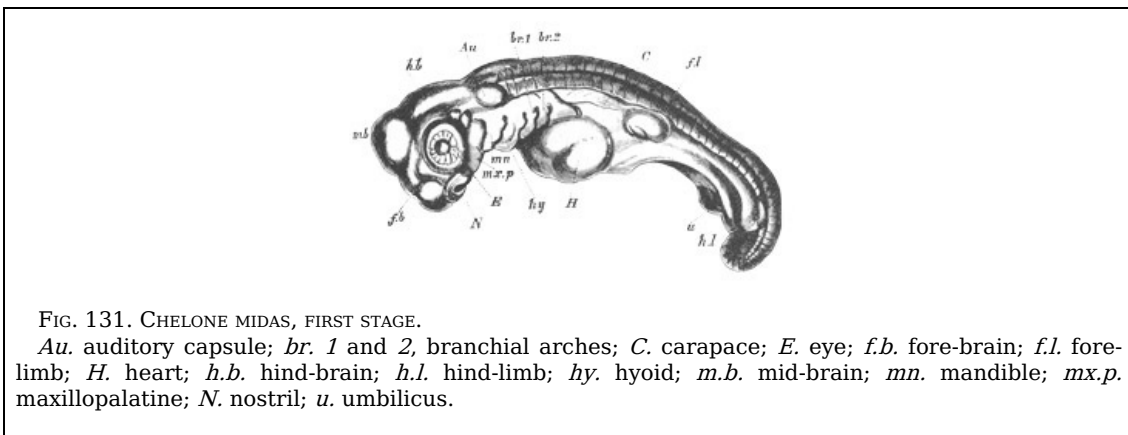 br.1 br.2
Au C
h.b f.l
m.b
mn
mx.p
E hy H u
f.b N h.l
FIG. 131. CHELONE MIDAS, FIRST STAGE.
Au. auditory capsule; br. 1 and 2, branchial arches; C. carapace; E. eye; f.b. fore-brain; f.l. fore-
limb; H. heart; h.b. hind-brain; h.l. hind-limb; hy. hyoid; m.b. mid-brain; mn. mandible; mx.p.
maxillopalatine; N. nostril; u. umbilicus.